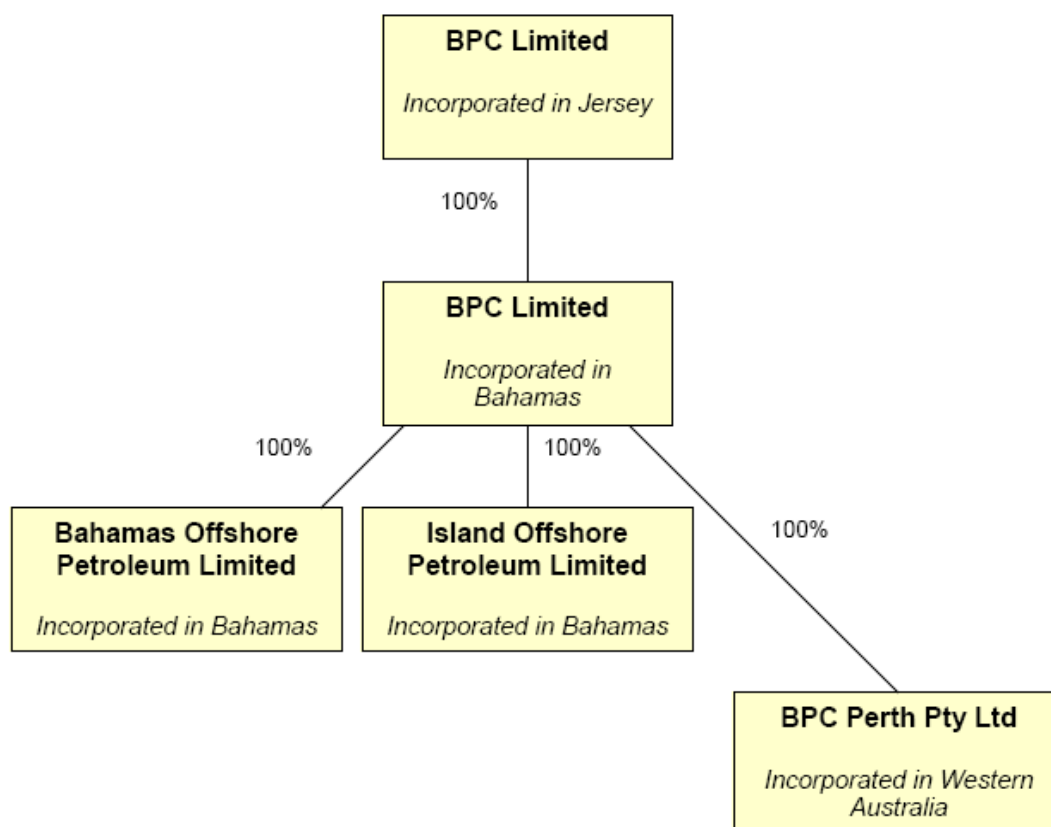 BPC Limited
Incorporated in Jersey
100%
BPC Limited
Incorporated in
Bahamas
100%
100%
100%
Bahamas Offshore
Petroleum Limited
Incorporated in Bahamas
Island Offshore
Petroleum Limited
Incorporated in Bahamas
BPC Perth Pty Ltd
Incorporated in Western
Australia